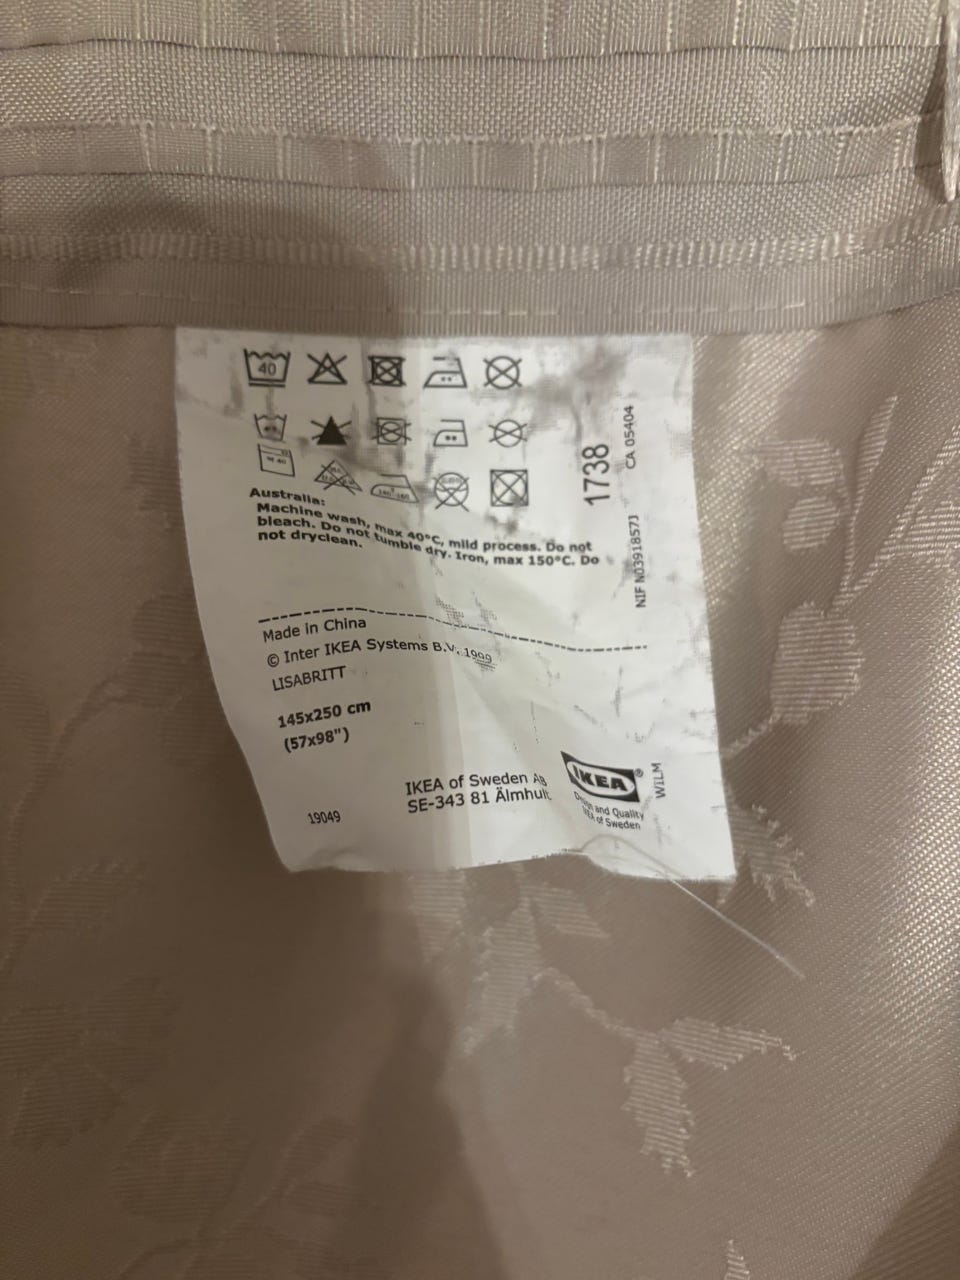 40
1738
CA 05404
NIF N0391857J
Australia:
Machine wash, max 40°C, mild process. Do not
bleach. Do not tumble dry. Iron, max 150°C. Do
not dryclean.
Made in China
© Inter IKEA Systems B.V. 1999
LISABRITT
145x250 cm
(57x98")
19049
IKEA of Sweden AB
SE-343 81 Älmhult
IKEA®
Design and Quality
IKEA of Sweden
WiLM